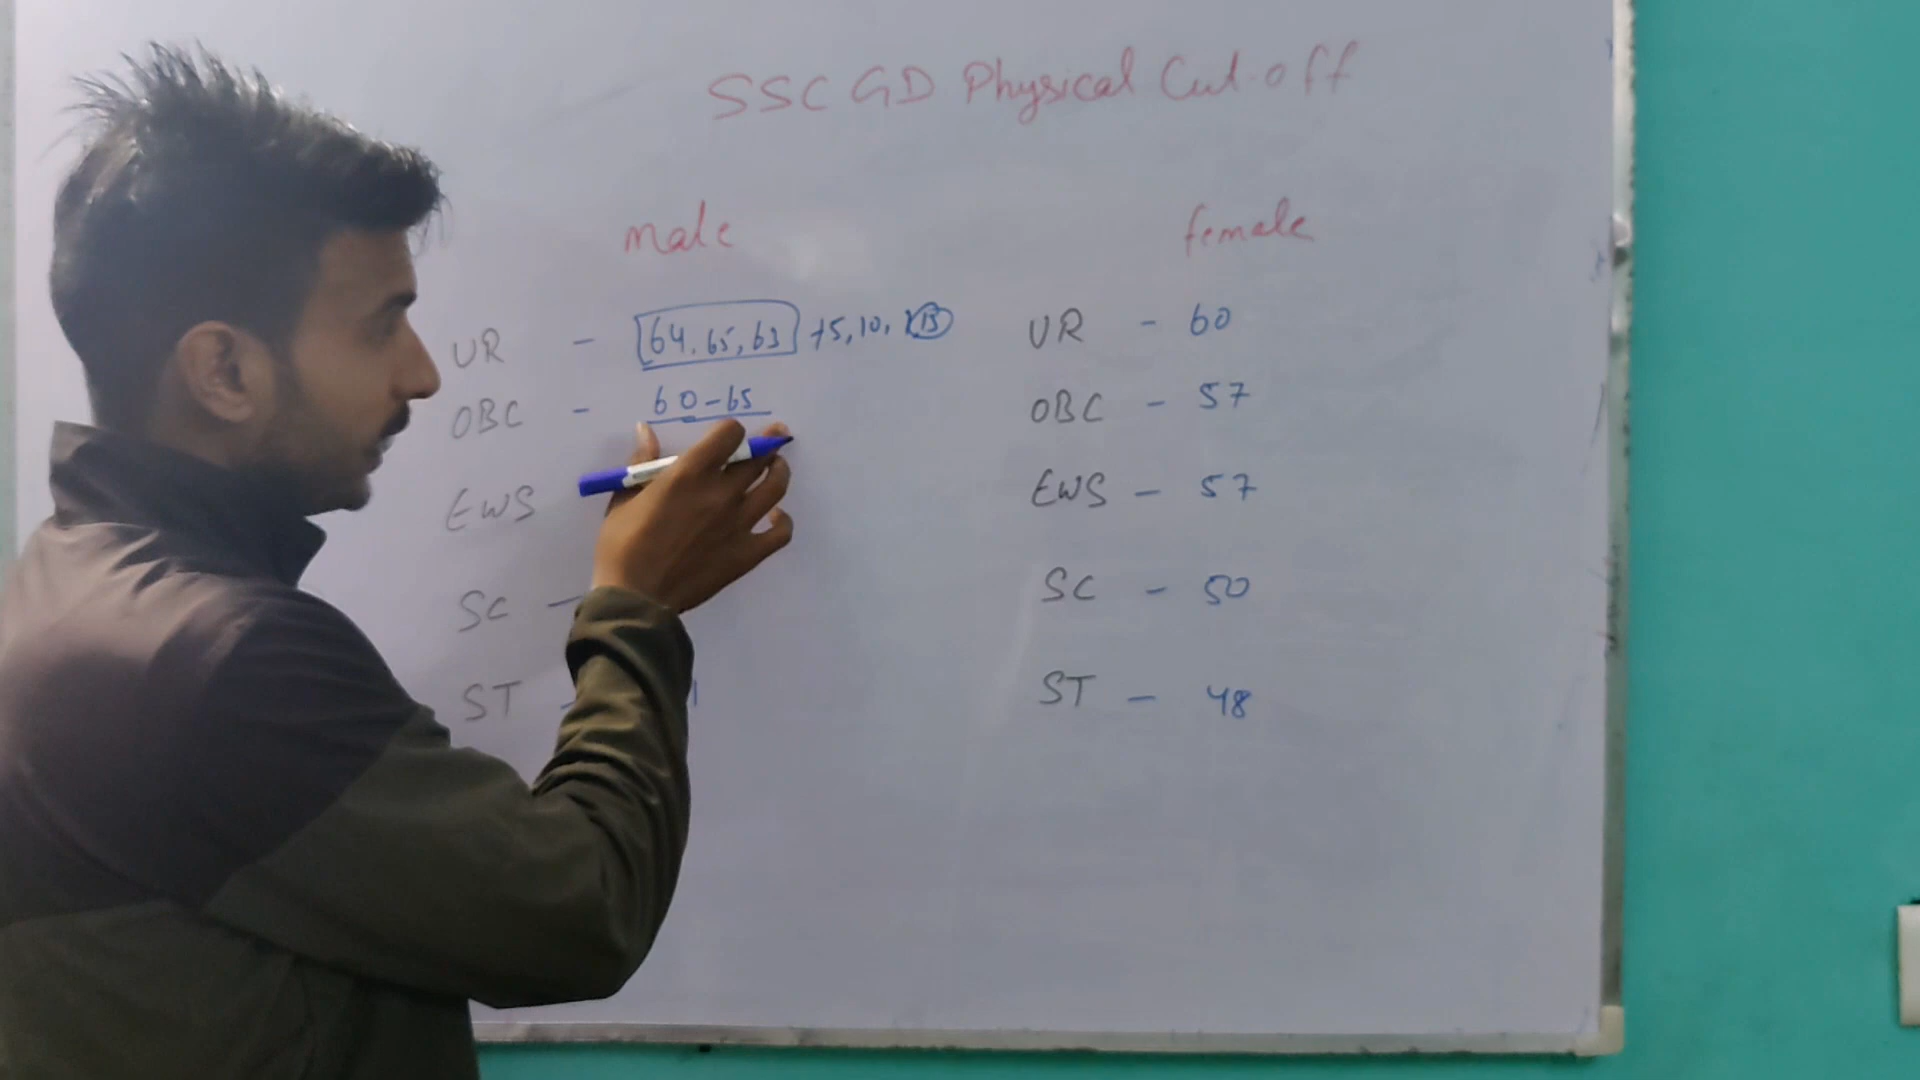 SSC GD Physical Cut-off
male
female
UR - 64, 65, 63 +5, 10,
OBC - 60-65
EWS
SC -
ST -
UR - 60
OBC - 57
EWS - 57
SC - 50
ST - 48